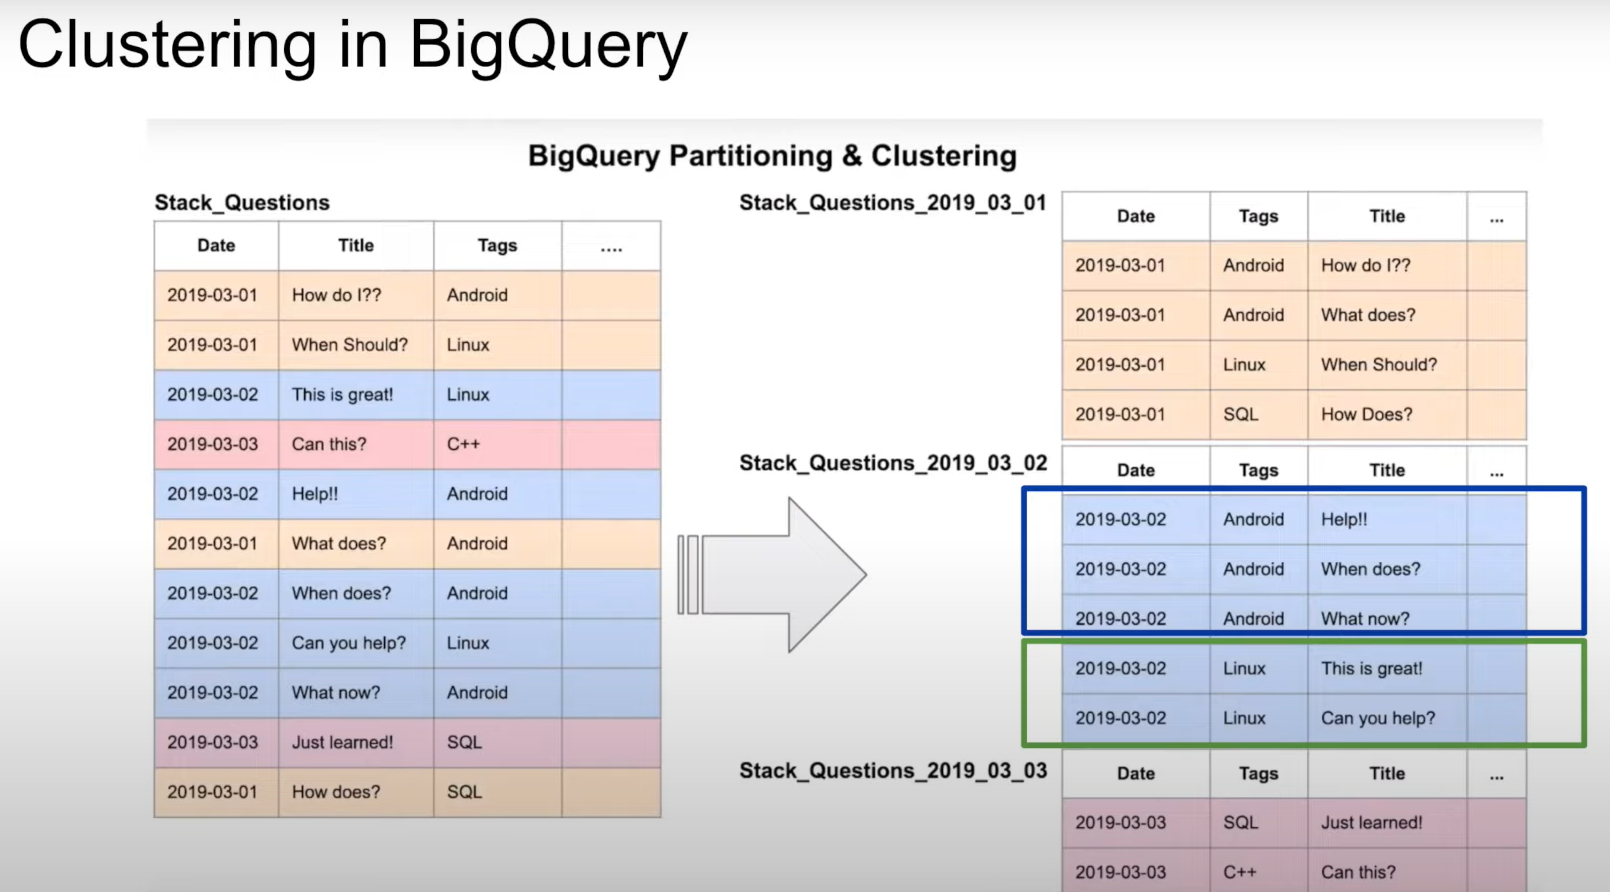 Clustering in BigQuery
BigQuery Partitioning & Clustering
Stack_Questions
Date Title Tags ....
2019-03-01 How do I?? Android
2019-03-01 When Should? Linux
2019-03-02 This is great! Linux
2019-03-03 Can this? C++
2019-03-02 Help!! Android
2019-03-01 What does? Android
2019-03-02 When does? Android
2019-03-02 Can you help? Linux
2019-03-02 What now? Android
2019-03-03 Just learned! SQL
2019-03-01 How does? SQL
Stack_Questions_2019_03_01
Date Tags Title ...
2019-03-01 Android How do I??
2019-03-01 Android What does?
2019-03-01 Linux When Should?
2019-03-01 SQL How Does?
Stack_Questions_2019_03_02
Date Tags Title ...
2019-03-02 Android Help!!
2019-03-02 Android When does?
2019-03-02 Android What now?
2019-03-02 Linux This is great!
2019-03-02 Linux Can you help?
Stack_Questions_2019_03_03
Date Tags Title ...
2019-03-03 SQL Just learned!
2019-03-03 C++ Can this?